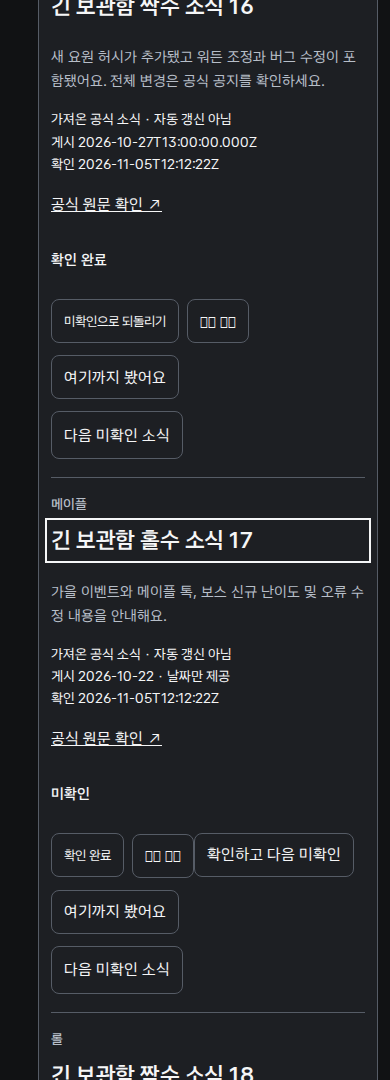 긴 보관함 짝수 소식 16
새 요원 허시가 추가됐고 워든 조정과 버그 수정이 포
함됐어요. 전체 변경은 공식 공지를 확인하세요.
가져온 공식 소식 · 자동 갱신 아님
게시 2026-10-27T13:00:00.000Z
확인 2026-11-05T12:12:22Z
공식 원문 확인 ↗
확인 완료
미확인으로 되돌리기
여기까지 봤어요
다음 미확인 소식
메이플
긴 보관함 홀수 소식 17
가을 이벤트와 메이플 톡, 보스 신규 난이도 및 오류 수
정 내용을 안내해요.
가져온 공식 소식 · 자동 갱신 아님
게시 2026-10-22 · 날짜만 제공
확인 2026-11-05T12:12:22Z
공식 원문 확인 ↗
미확인
확인 완료 확인하고 다음 미확인
여기까지 봤어요
다음 미확인 소식
롤
긴 보관함 짝수 소식 18